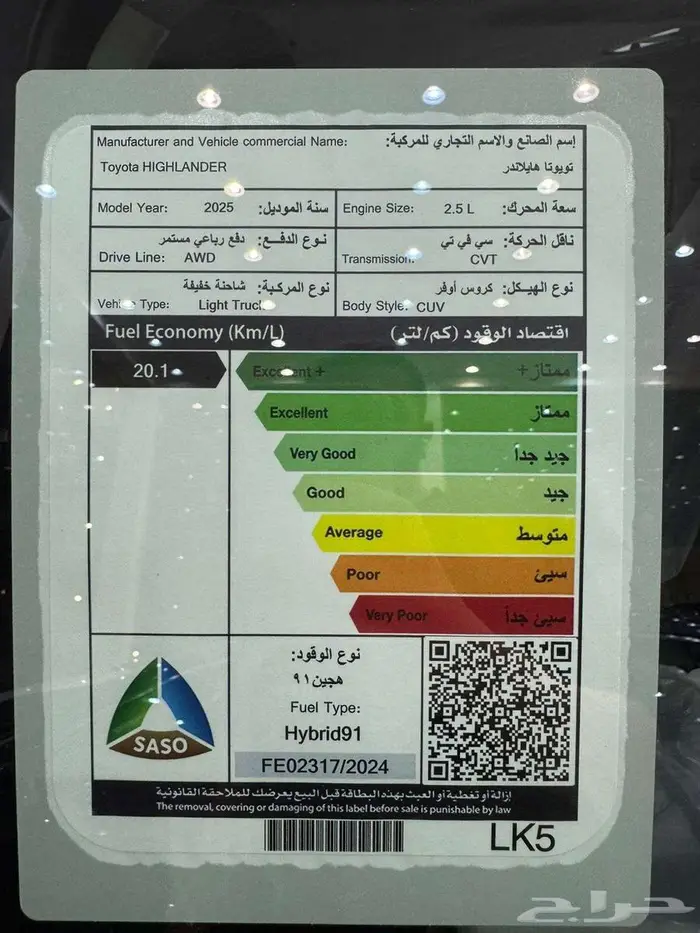 Manufacturer and Vehicle commercial Name: إسم الصانع والاسم التجاري للمركبة:
Toyota HIGHLANDER تويوتا هايلاندر
Model Year: 2025 سنة الموديل: Engine Size: 2.5 L سعة المحرك:
نوع الدفع: دفع رباعي مستمر ناقل الحركة: سي في تي
Drive Line: AWD Transmission: CVT
نوع المركبة: شاحنة خفيفة نوع الهيكل: كروس أوفر
Vehicle Type: Light Truck Body Style: CUV
Fuel Economy (Km/L) اقتصاد الوقود (كم/لتر)
20.1 Excellent + ممتاز +
Excellent ممتاز
Very Good جيد جداً
Good جيد
Average متوسط
Poor سيئ
Very Poor سيئ جداً
نوع الوقود:
هجين٩١
Fuel Type:
Hybrid91
SASO
FE02317/2024
إزالة أو تغطية أو العبث بهذه البطاقة قبل البيع يعرضك للملاحقة القانونية
The removal, covering or damaging of this label before sale is punishable by law
LK5
حراج